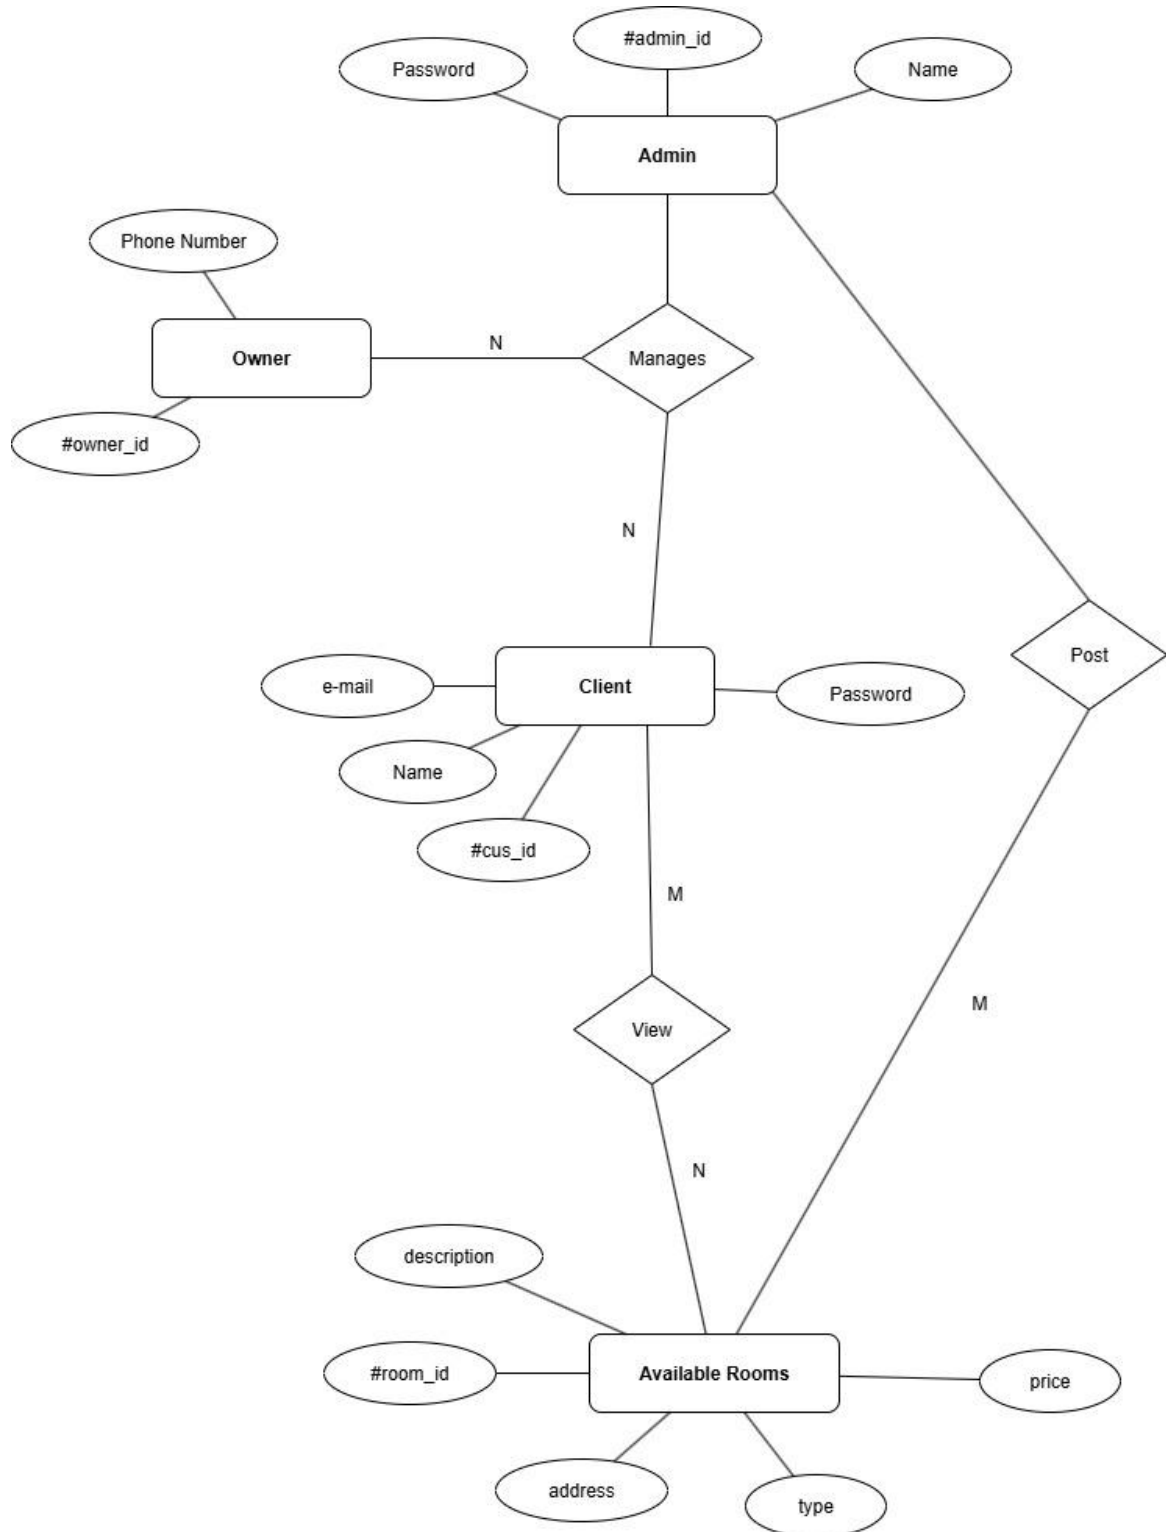 #admin_id
Password
Name
Admin
Phone Number
N
Owner
Manages
#owner_id
N
Post
e-mail
Client
Password
Name
#cus_id
M
M
View
N
description
#room_id
Available Rooms
price
address
type